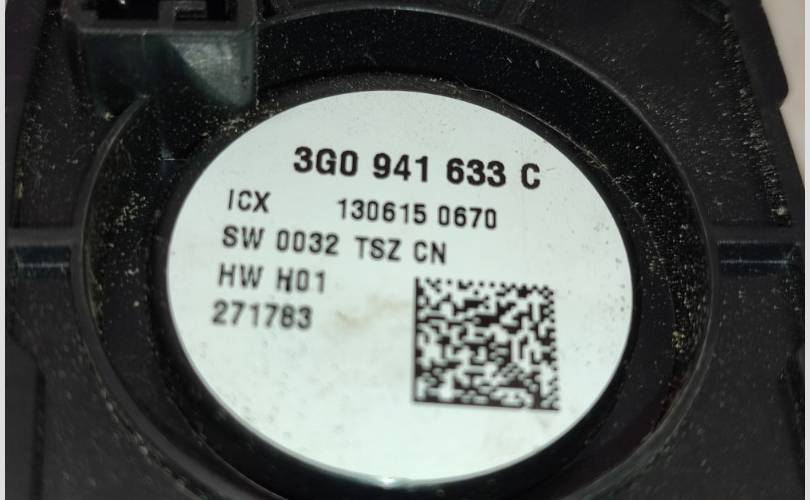 3G0 941 633 C
ICX 130615 0670
SW 0032 TSZ CN
HW H01
271783